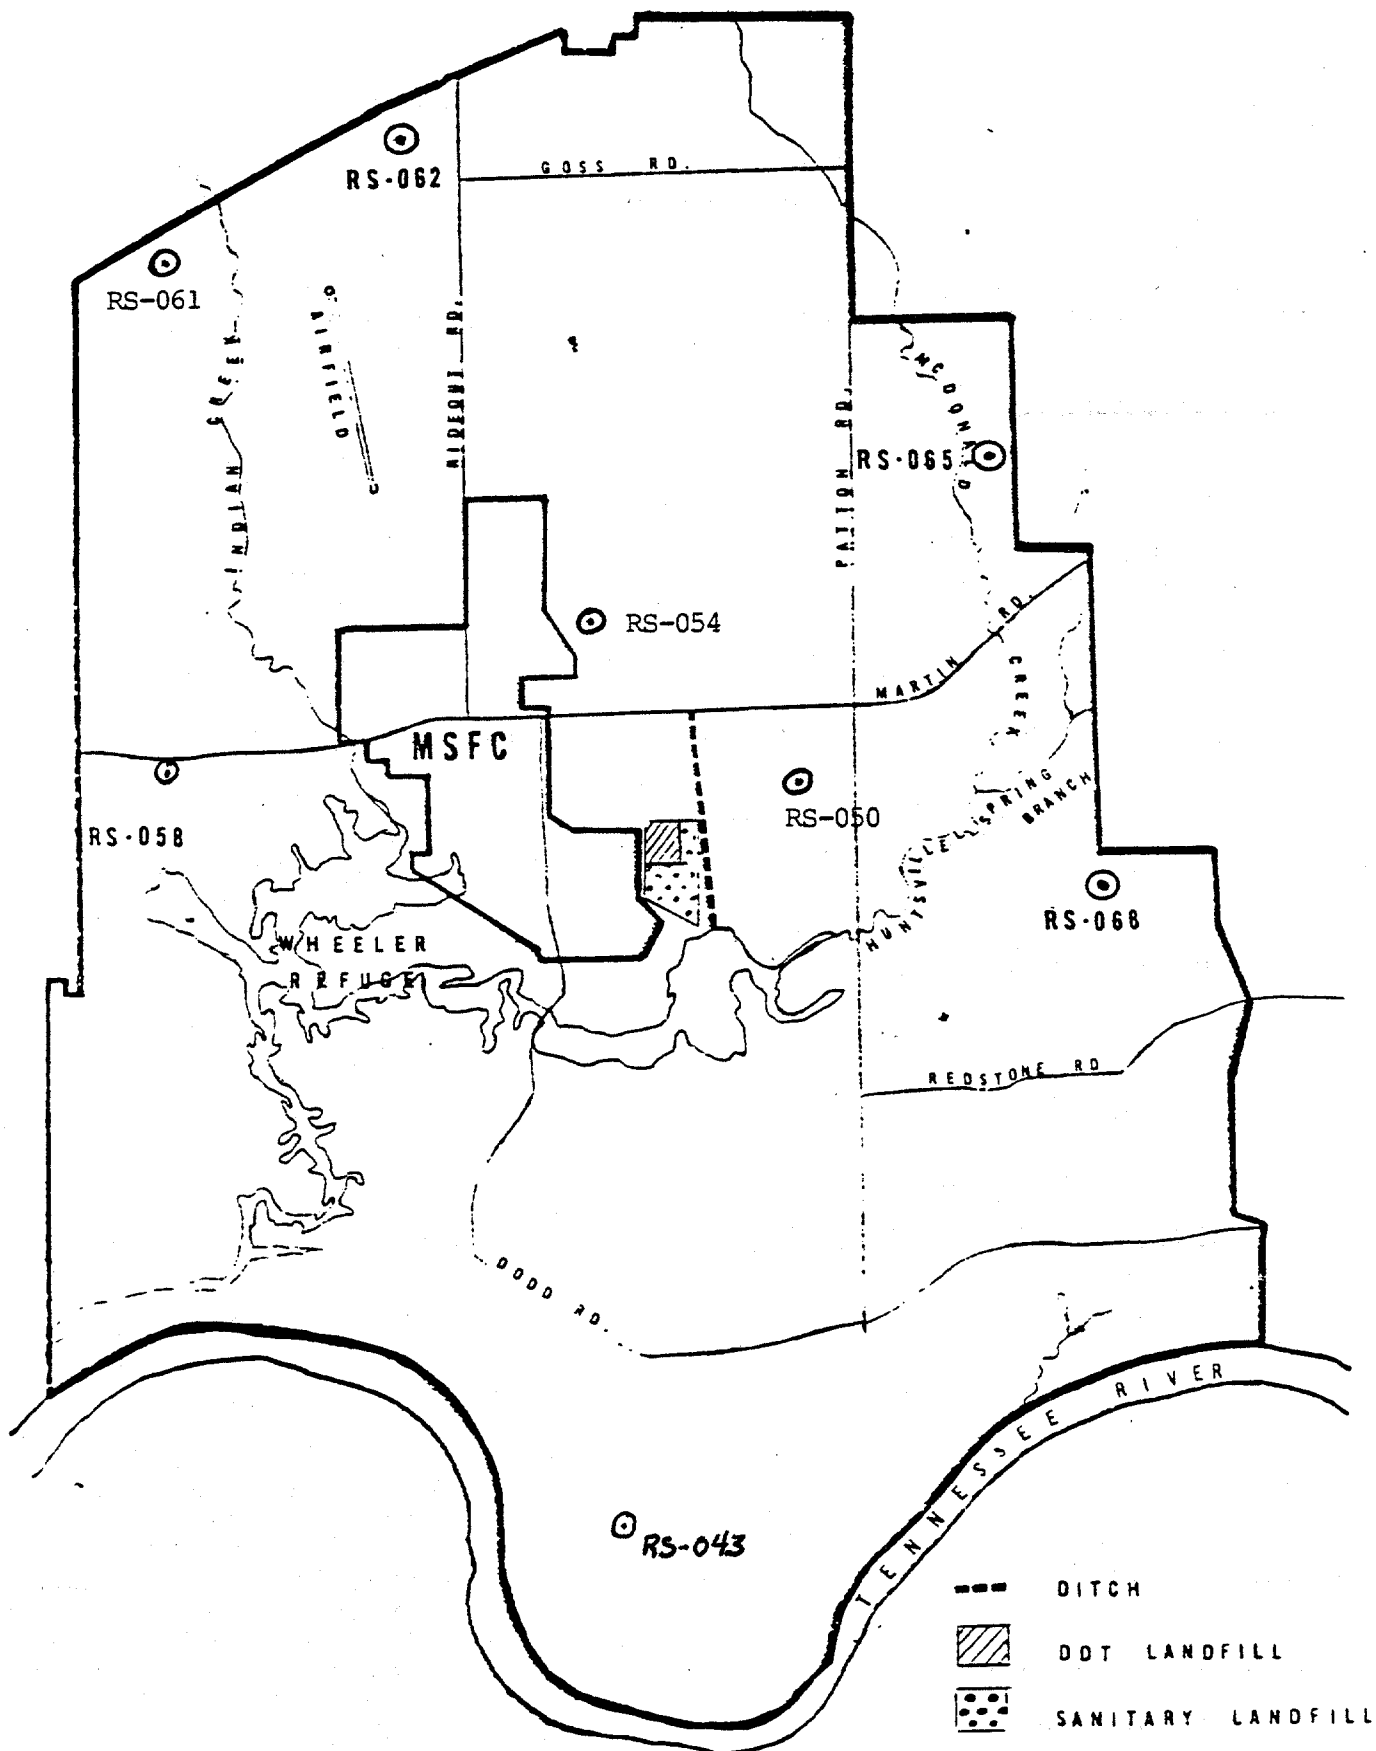 RS-062
GOSS RD.
RS-061
AIRFIELD
RIDEOUT RD.
INDIAN CREEK
MCDONALD
CREEK
PATTON RD.
RS-065
RS-054
MARTIN RD.
MSFC
RS-058
RS-050
HUNTSVILLE SPRING
BRANCH
RS-068
WHEELER
REFUGE
REDSTONE RD
DODD RD.
TENNESSEE RIVER
RS-043
DITCH
DDT LANDFILL
SANITARY LANDFILL